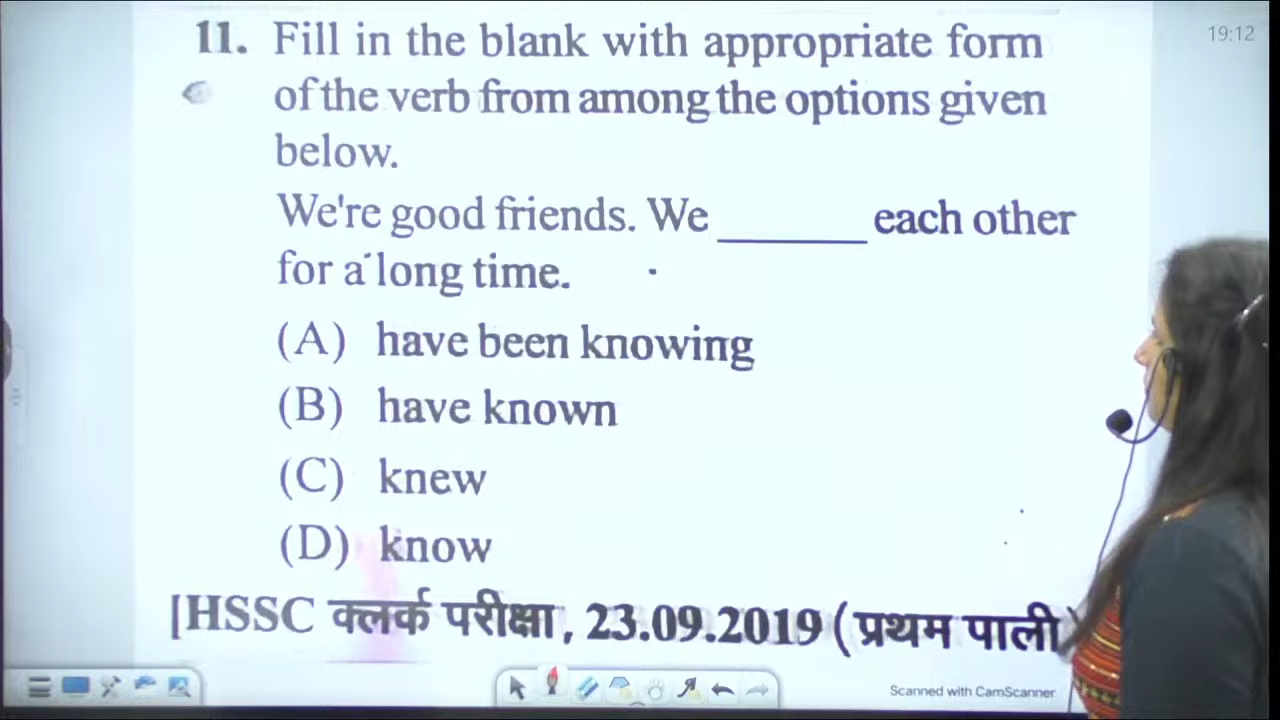 19:12
11. Fill in the blank with appropriate form
of the verb from among the options given
below.
We're good friends. We _______ each other
for a long time.
(A) have been knowing
(B) have known
(C) knew
(D) know
[HSSC क्लर्क परीक्षा, 23.09.2019 (प्रथम पाली)
Scanned with CamScanner